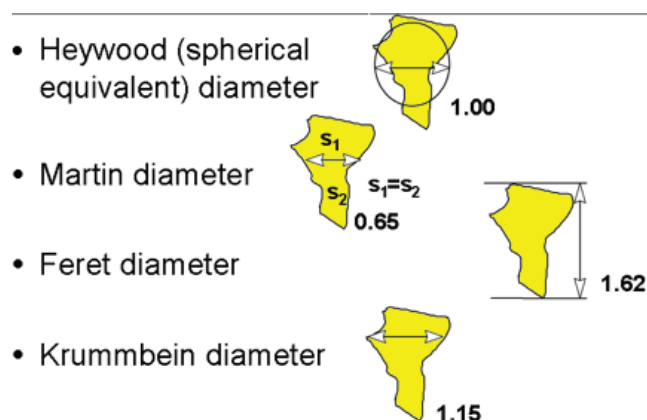 • Heywood (spherical
equivalent) diameter
1.00
• Martin diameter
s₁
s₂
s₁=s₂
0.65
• Feret diameter
1.62
• Krummbein diameter
1.15